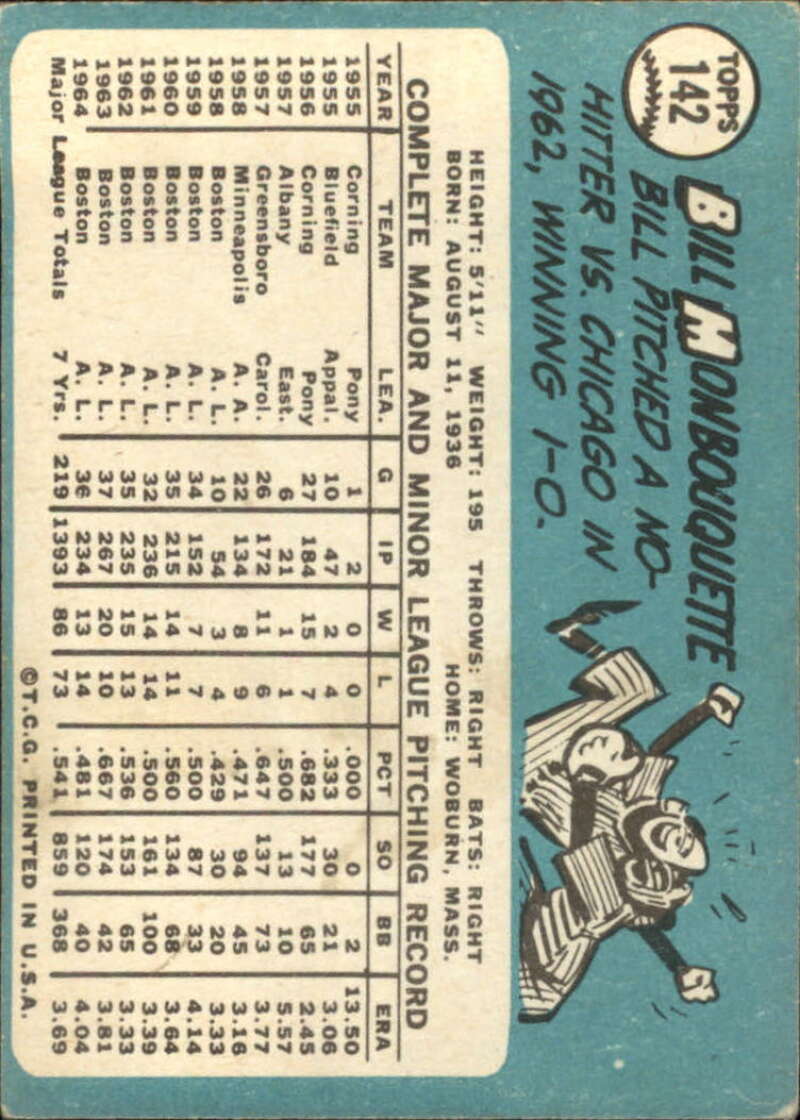 TOPPS
142
BILL MONBOUQUETTE
BILL PITCHED A NO-
HITTER VS. CHICAGO IN
1962, WINNING 1-0.
HEIGHT: 5'11" WEIGHT: 195 THROWS: RIGHT BATS: RIGHT
BORN: AUGUST 11, 1936 HOME: WOBURN, MASS.
COMPLETE MAJOR AND MINOR LEAGUE PITCHING RECORD
YEAR TEAM LEA. G IP W L PCT SO BB ERA
1955 Corning Pony 1 2 0 0 .000 0 2 13.50
1955 Bluefield Appal. 10 47 2 4 .333 30 21 3.06
1956 Corning Pony 27 184 15 7 .682 177 65 2.45
1957 Albany East. 6 21 1 1 .500 13 10 5.57
1957 Greensboro Carol. 26 172 11 6 .647 137 73 3.77
1958 Minneapolis A. A. 22 134 8 9 .471 94 45 3.16
1958 Boston A. L. 10 54 3 4 .429 30 20 3.33
1959 Boston A. L. 34 152 7 7 .500 87 33 4.14
1960 Boston A. L. 35 215 14 11 .560 134 68 3.64
1961 Boston A. L. 32 236 14 14 .500 161 100 3.39
1962 Boston A. L. 35 235 15 13 .536 153 65 3.33
1963 Boston A. L. 37 267 20 10 .667 174 42 3.81
1964 Boston A. L. 36 234 13 14 .481 120 40 4.04
Major League Totals 7 Yrs. 219 1393 86 73 .541 859 368 3.69
©T.C.G. PRINTED IN U.S.A.